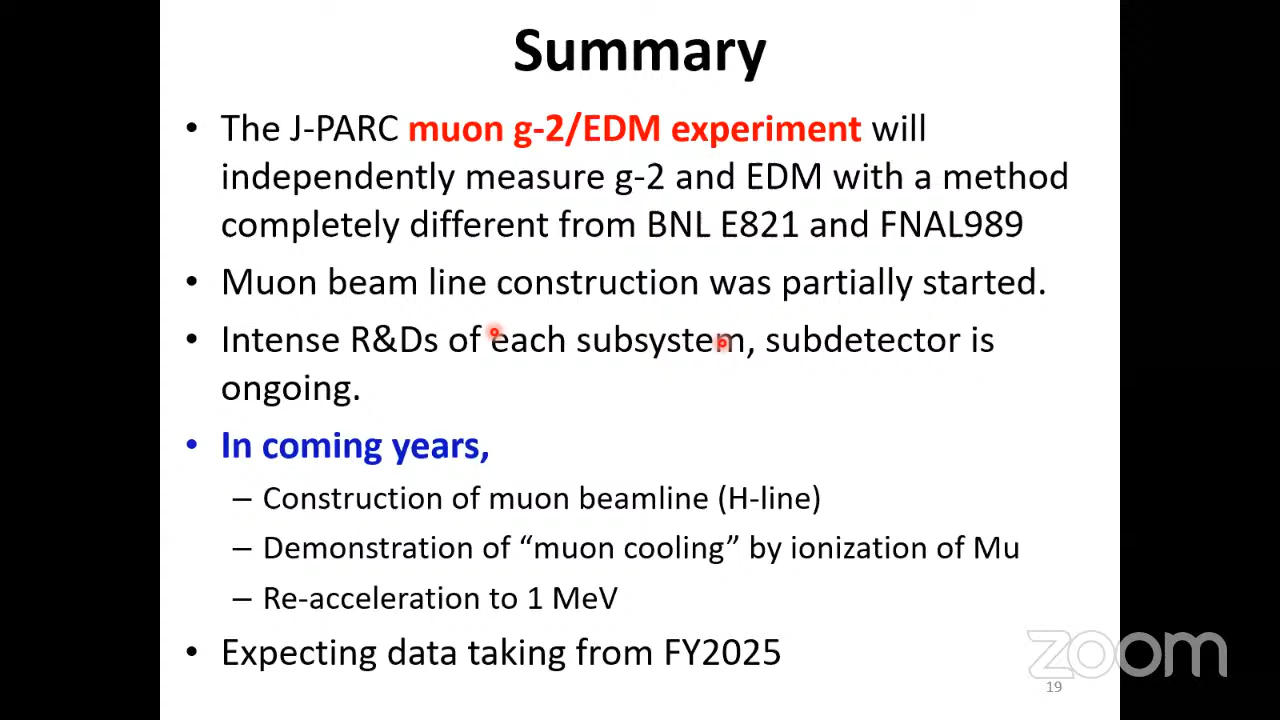 Summary
• The J-PARC muon g-2/EDM experiment will
independently measure g-2 and EDM with a method
completely different from BNL E821 and FNAL989
• Muon beam line construction was partially started.
• Intense R&Ds of each subsystem, subdetector is
ongoing.
• In coming years,
– Construction of muon beamline (H-line)
– Demonstration of “muon cooling” by ionization of Mu
– Re-acceleration to 1 MeV
• Expecting data taking from FY2025
zoom
19